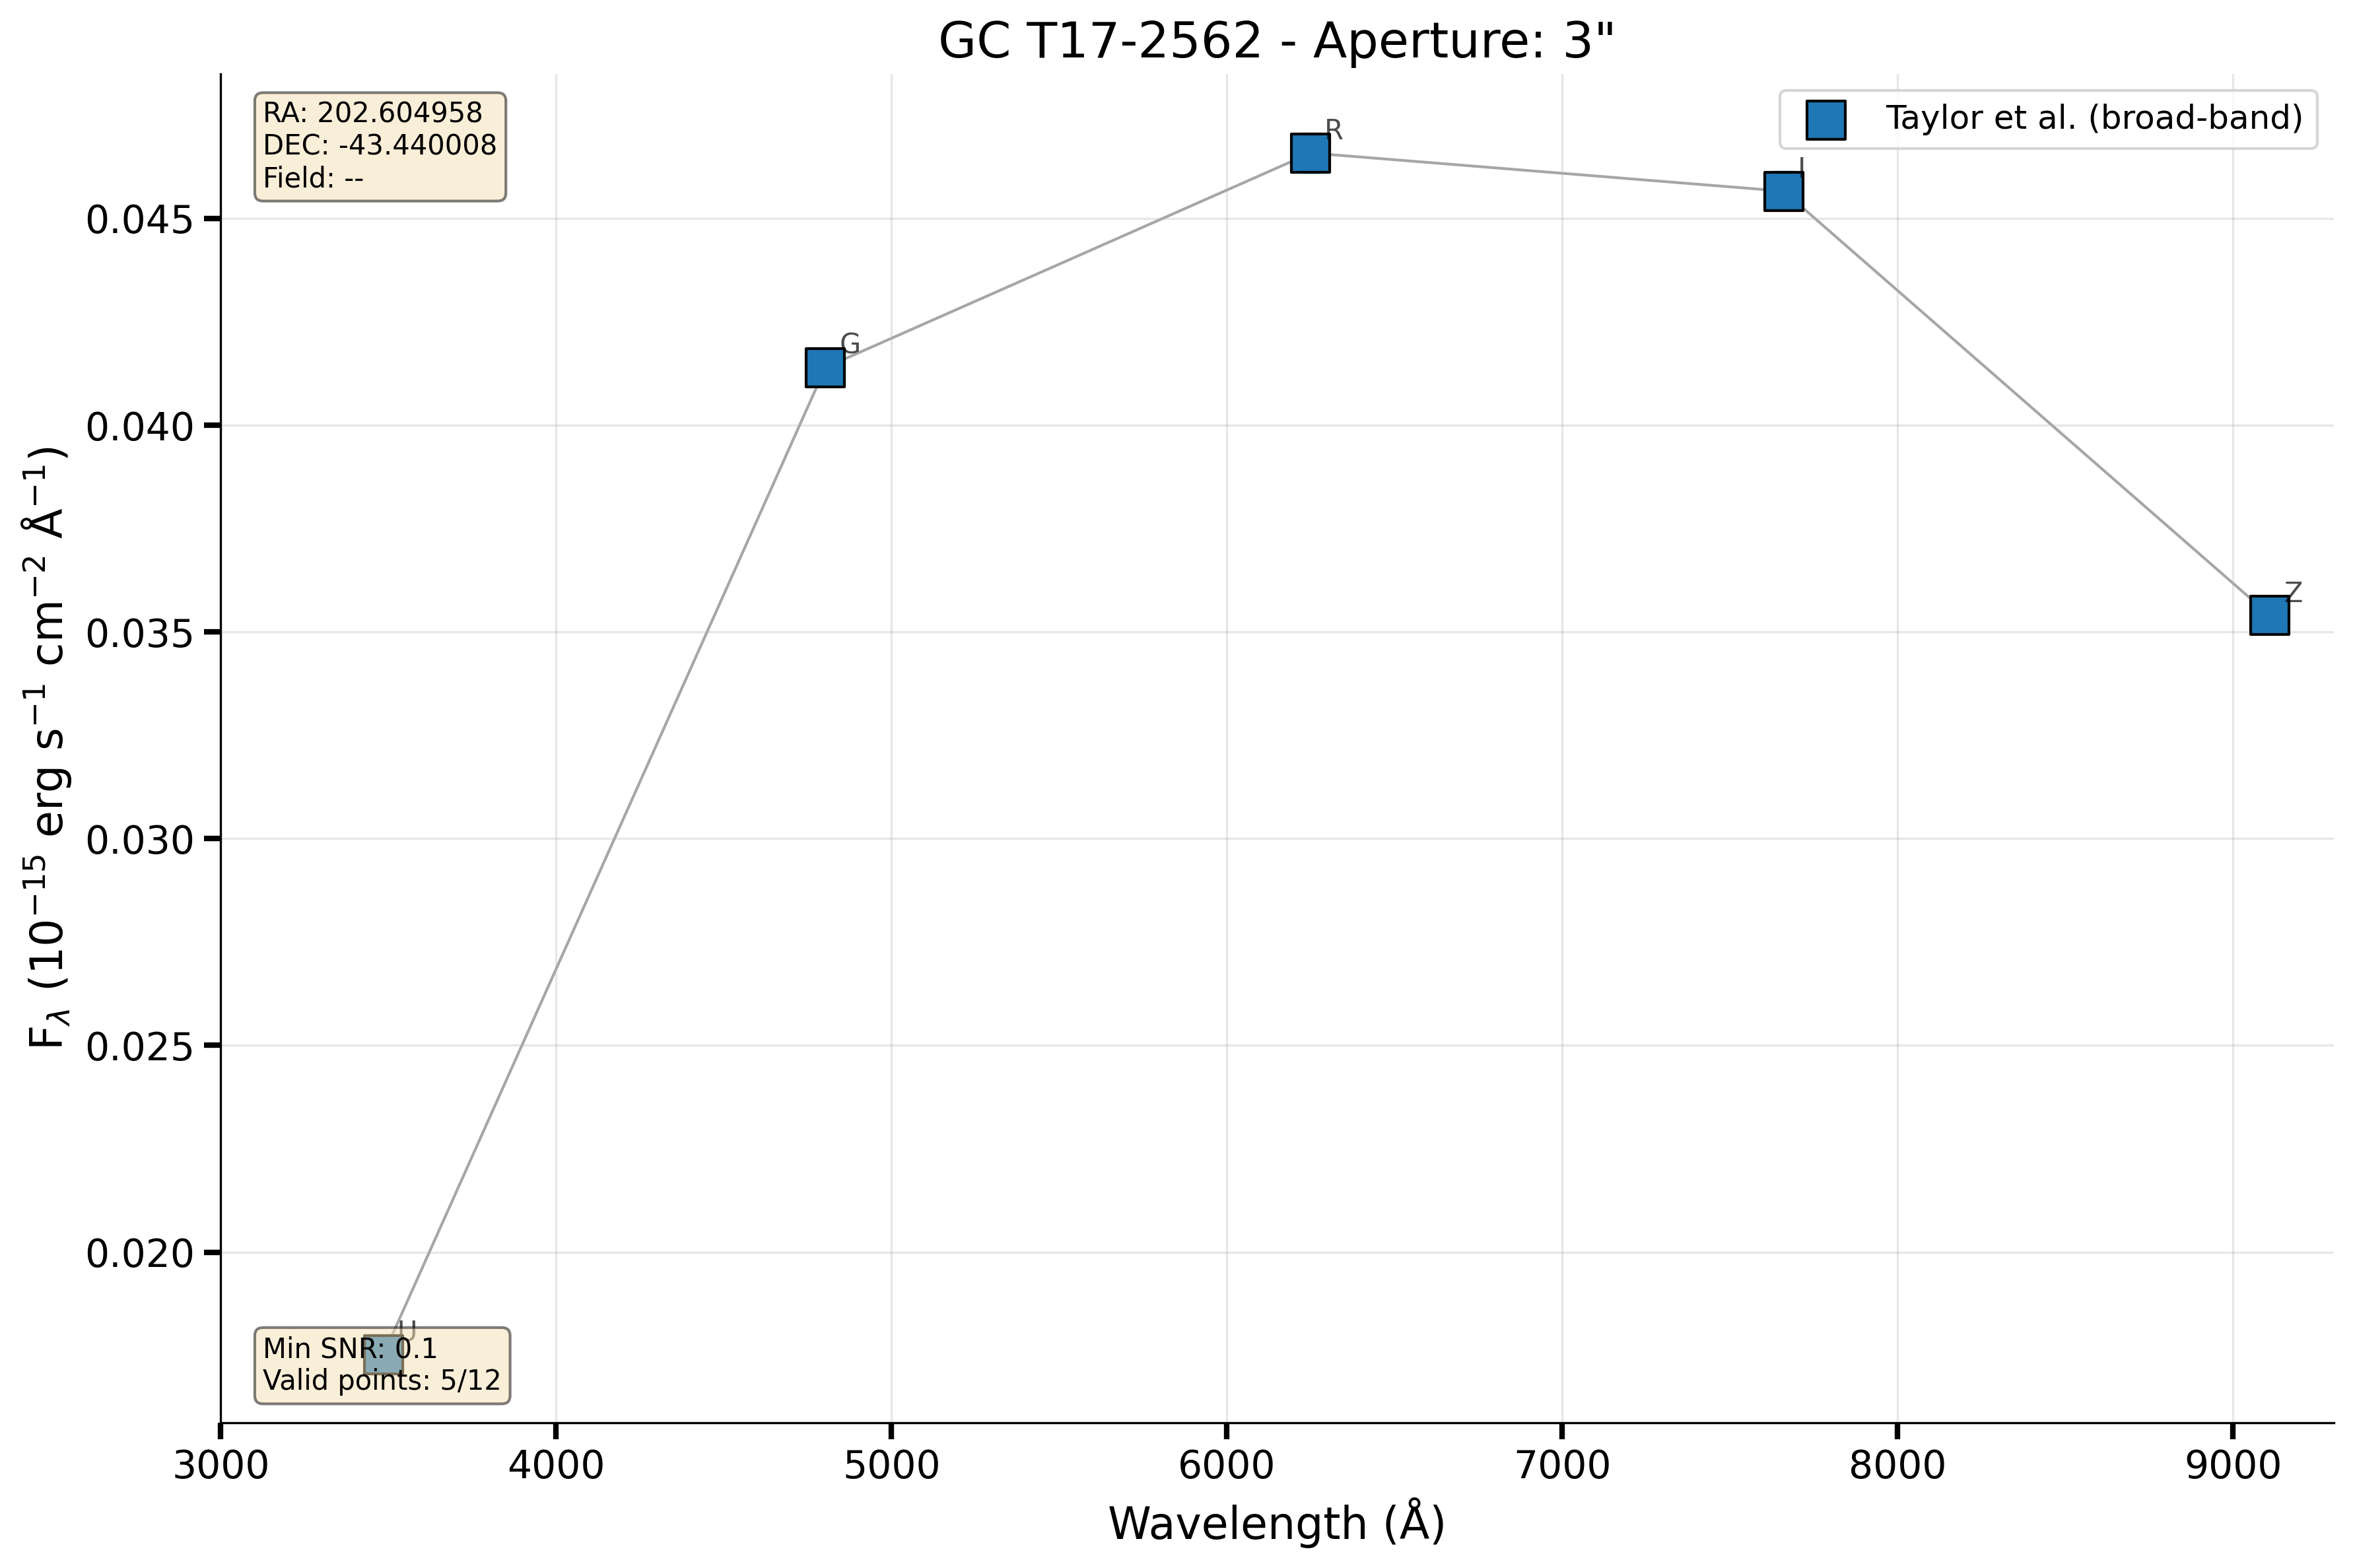 GC T17-2562 - Aperture: 3"
RA: 202.604958
DEC: -43.440008
Field: --
Taylor et al. (broad-band)
R
I
G
Z
U
Min SNR: 0.1
Valid points: 5/12
F_λ (10⁻¹⁵ erg s⁻¹ cm⁻² Å⁻¹)
0.045
0.040
0.035
0.030
0.025
0.020
3000 4000 5000 6000 7000 8000 9000
Wavelength (Å)